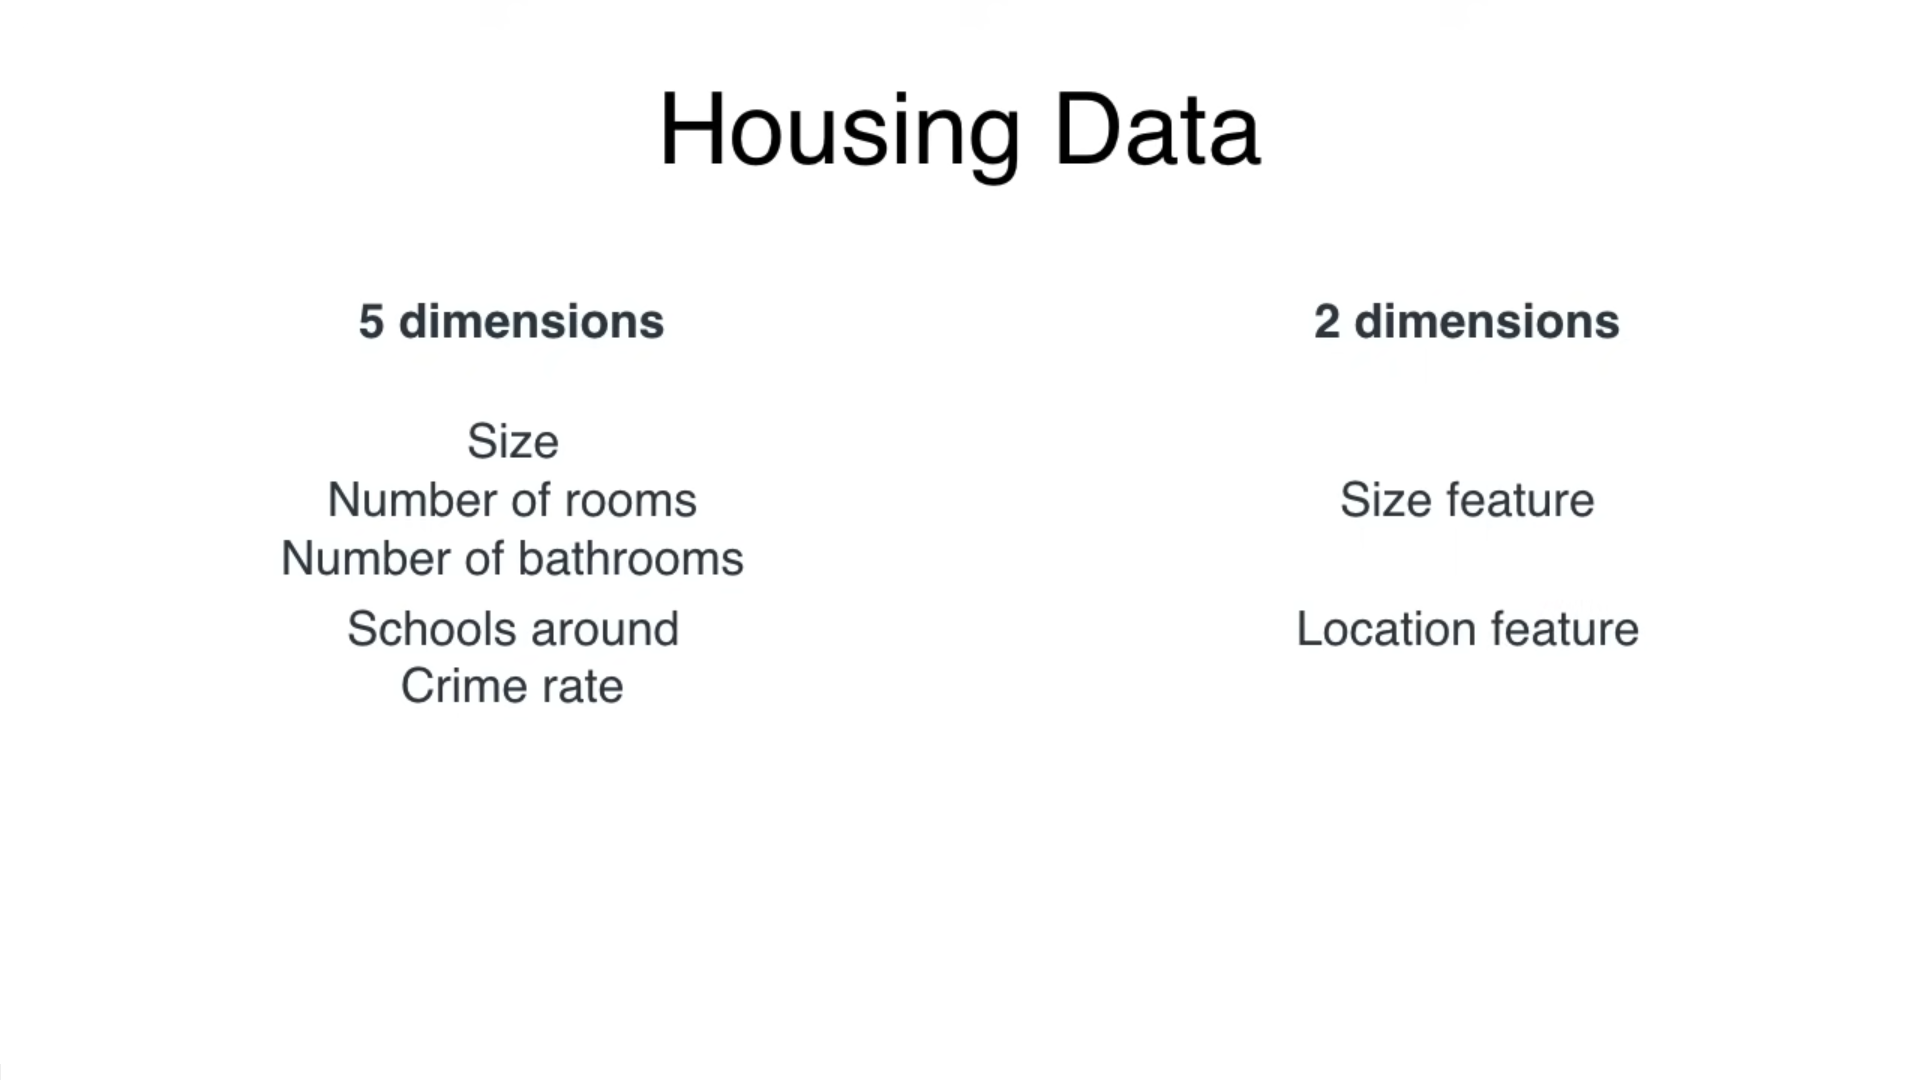 Housing Data
5 dimensions
Size
Number of rooms
Number of bathrooms
Schools around
Crime rate
2 dimensions
Size feature
Location feature